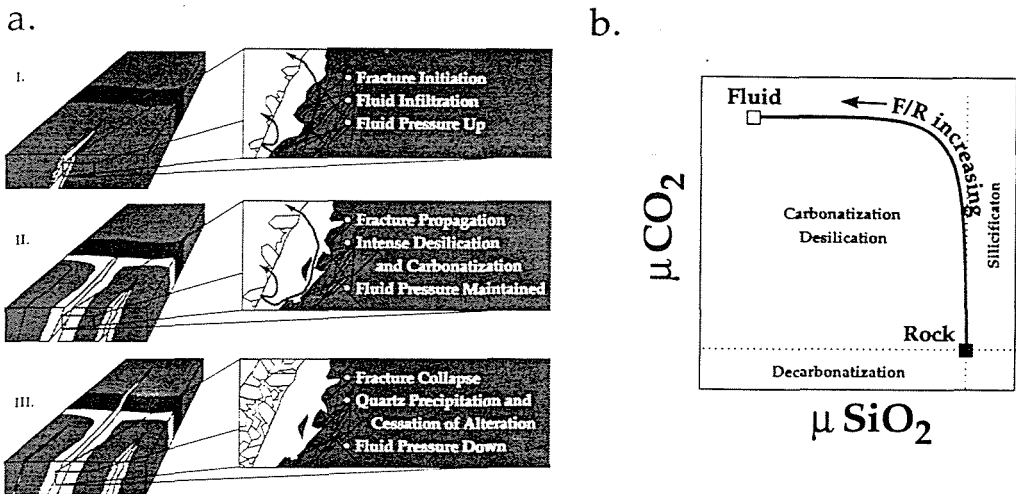 a.
I.
• Fracture Initiation
• Fluid Infiltration
• Fluid Pressure Up
II.
• Fracture Propagation
• Intense Desilication
and Carbonatization
• Fluid Pressure Maintained
III.
• Fracture Collapse
• Quartz Precipitation and
Cessation of Alteration
• Fluid Pressure Down
b.
Fluid
F/R increasing
Carbonatization
Desilication
Silicificaton
Rock
Decarbonatization
μ CO₂
μ SiO₂